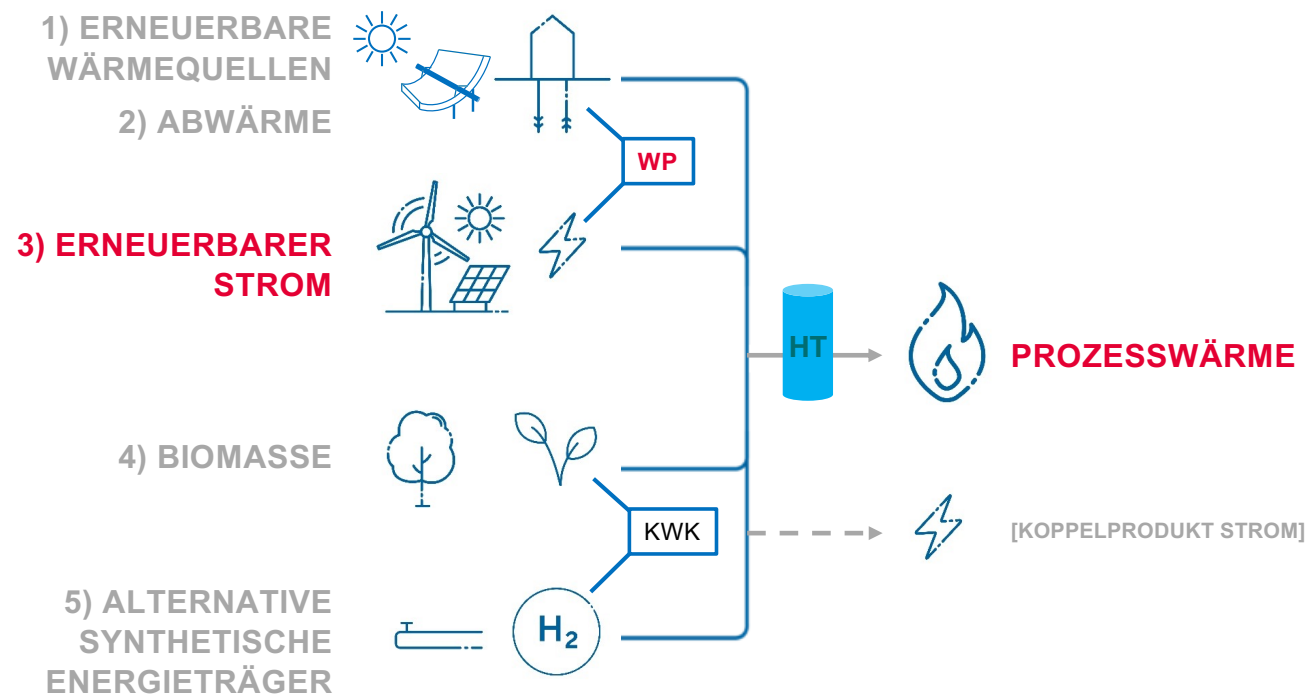 1) ERNEUERBARE
WÄRMEQUELLEN
2) ABWÄRME
WP
3) ERNEUERBARER
STROM
HT
PROZESSWÄRME
4) BIOMASSE
KWK
[KOPPELPRODUKT STROM]
5) ALTERNATIVE
SYNTHETISCHE
ENERGIETRÄGER
H₂